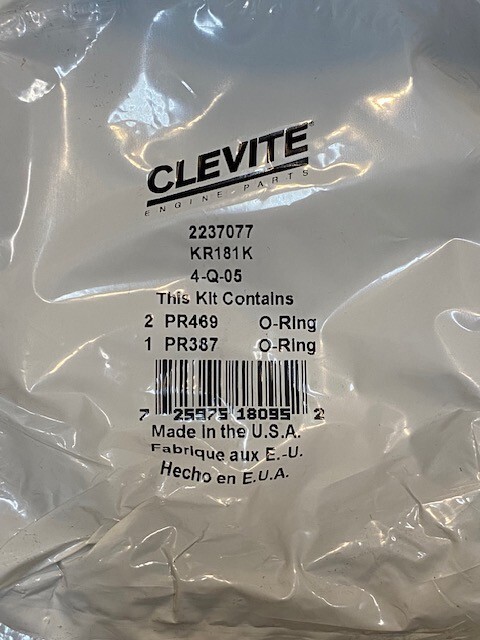 CLEVITE
ENGINE PARTS
2237077
KR181K
4-Q-05
This Kit Contains
2 PR469 O-Ring
1 PR387 O-Ring
7 25975 18095 2
Made in the U.S.A.
Fabrique aux E.-U.
Hecho en E.U.A.